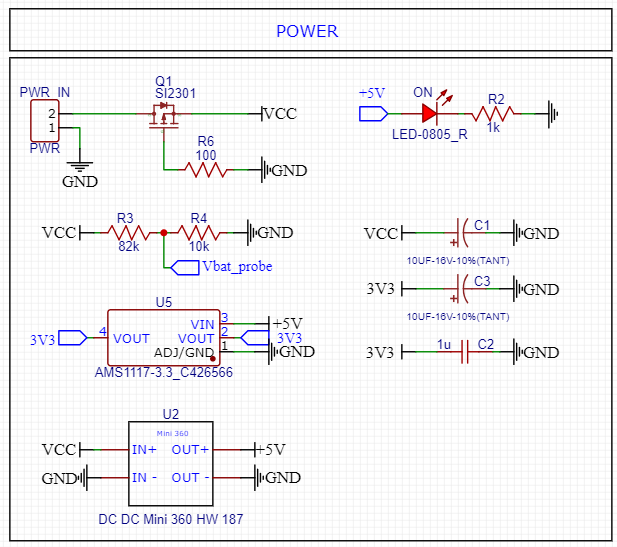 POWER
PWR_IN
2
1
PWR
GND
Q1
SI2301
VCC
R6
100
GND
+5V
ON
LED-0805_R
R2
1k
VCC
R3
82k
R4
10k
GND
Vbat_probe
VCC
C1
GND
10UF-16V-10%(TANT)
3V3
C3
GND
10UF-16V-10%(TANT)
3V3
1u
C2
GND
U5
3V3
4
VOUT
VIN
3
+5V
VOUT
2
3V3
ADJ/GND
1
GND
AMS1117-3.3_C426566
U2
Mini 360
VCC
IN+
OUT+
+5V
GND
IN -
OUT -
GND
DC DC Mini 360 HW 187